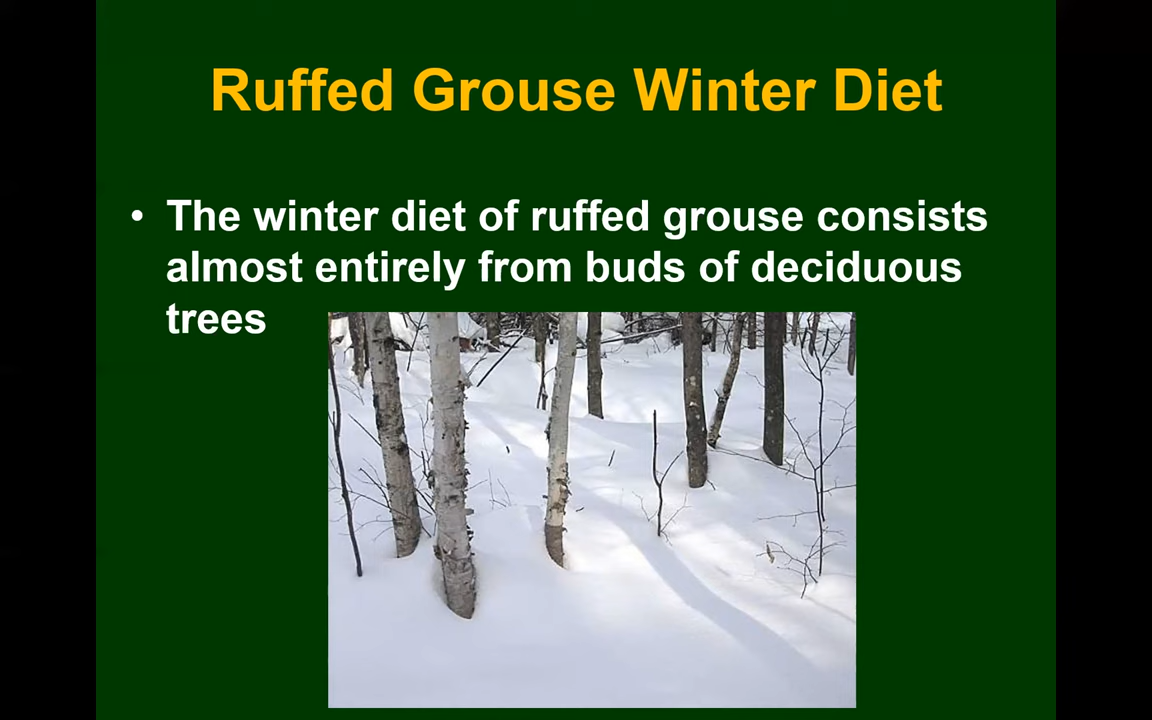 Ruffed Grouse Winter Diet
• The winter diet of ruffed grouse consists
almost entirely from buds of deciduous
trees